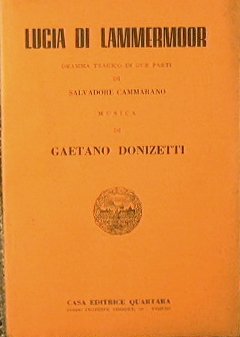 LUCIA DI LAMMERMOOR
DRAMMA TRAGICO IN DUE PARTI
DI
SALVADORE CAMMARANO
MUSICA
DI
GAETANO DONIZETTI
CASA EDITRICE QUARTARA